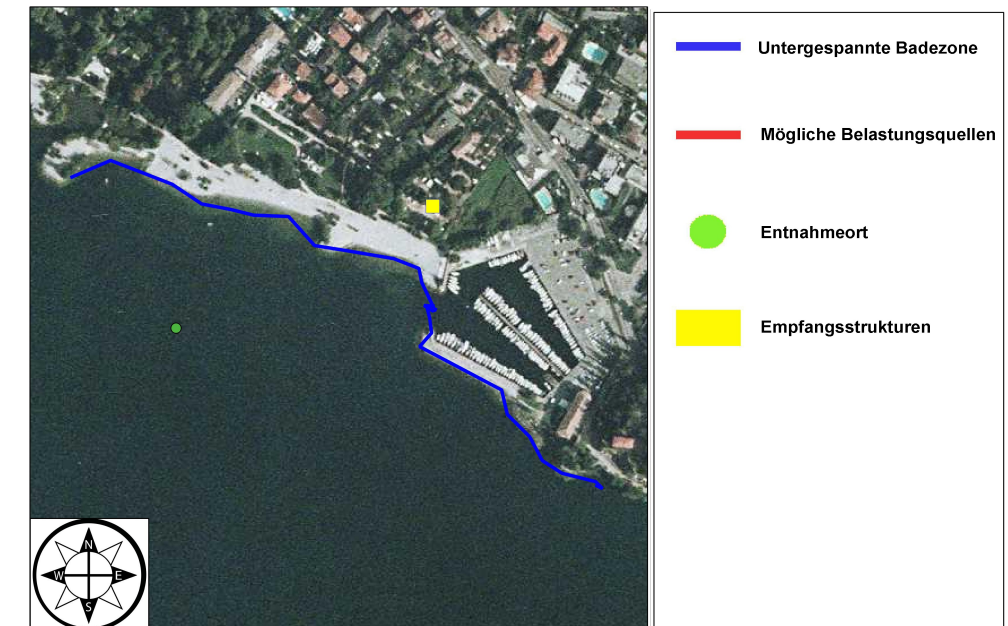 Untergespannte Badezone
Mögliche Belastungsquellen
Entnahmeort
Empfangsstrukturen
N
W E
S